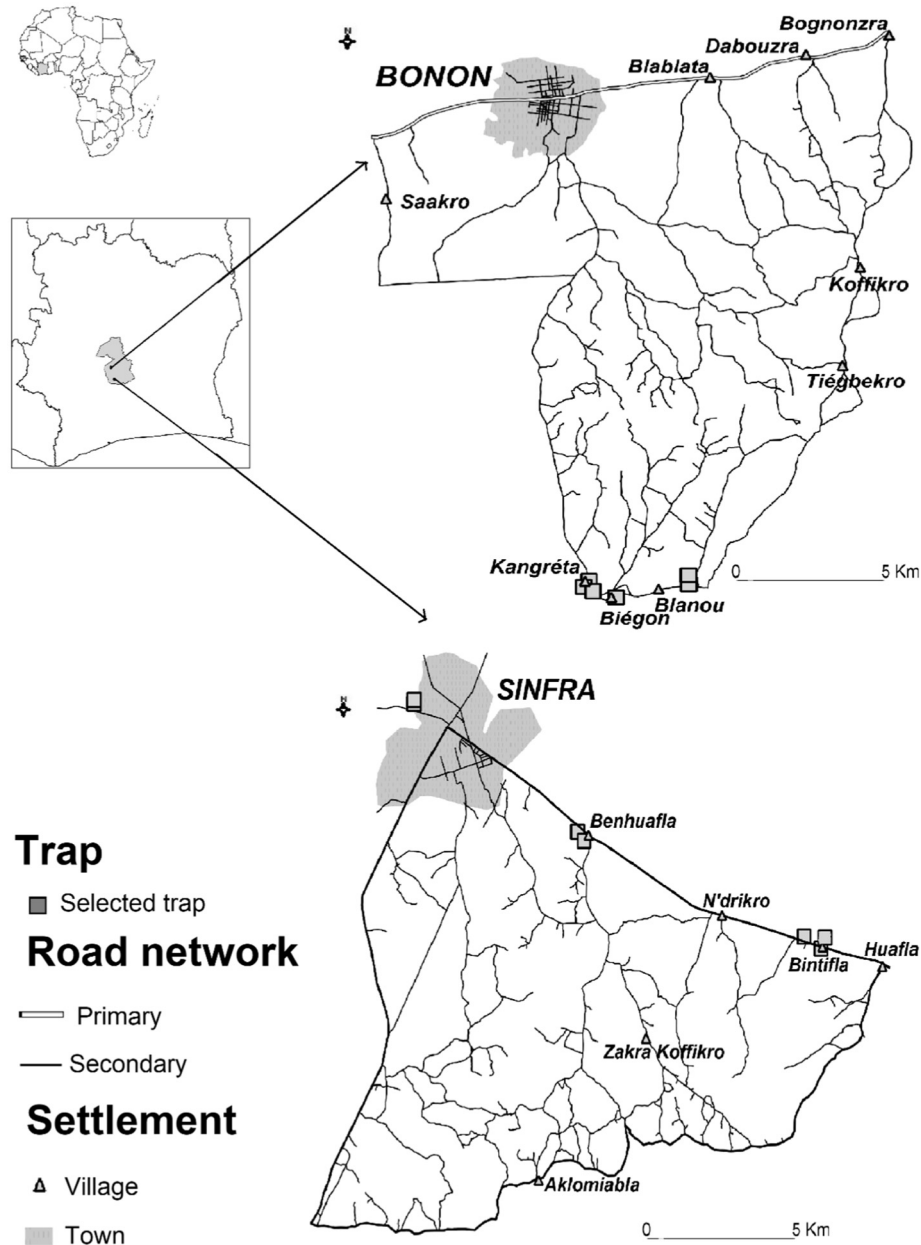 N
Bognonzra
Dabouzra
Blablata
BONON
Saakro
Koffikro
Tiégbekro
Kangréta
0 5 Km
Blanou
Biégon
N
SINFRA
Benhuafla
N'drikro
Huafla
Bintifla
Zakra Koffikro
Aklomiabla
0 5 Km
Trap
Selected trap
Road network
Primary
Secondary
Settlement
Village
Town